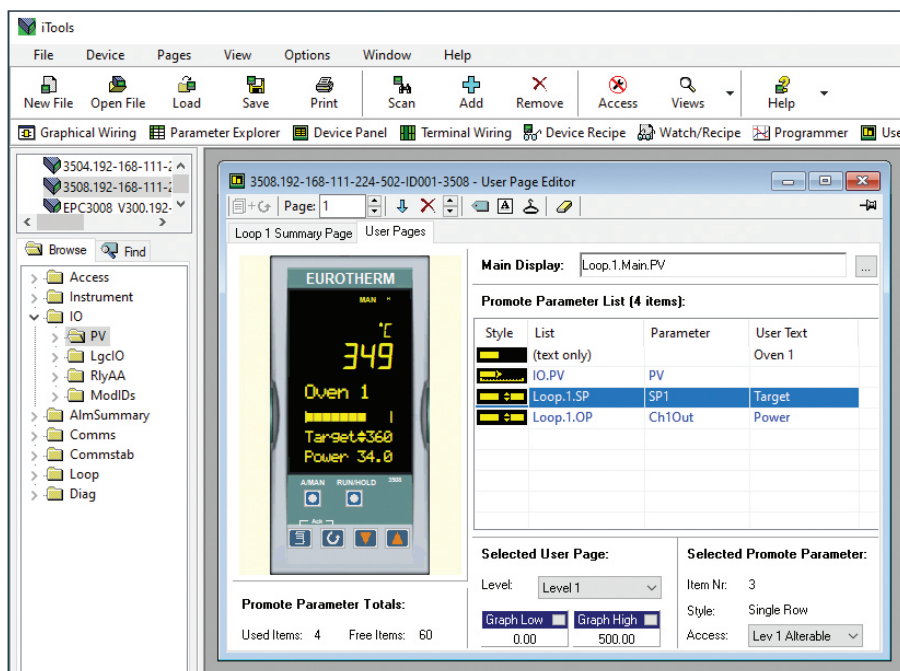 iTools
File Device Pages View Options Window Help
New File Open File Load Save Print Scan Add Remove Access Views Help
Graphical Wiring Parameter Explorer Device Panel Terminal Wiring Device Recipe Watch/Recipe Programmer Use
3504.192-168-111-2
3508.192-168-111-2
EPC3008 V300.192-
Browse Find
Access
Instrument
IO
PV
LgcIO
RlyAA
ModIDs
AlmSummary
Comms
Commstab
Loop
Diag
3508.192-168-111-224-502-ID001-3508 - User Page Editor
Page: 1
Loop 1 Summary Page User Pages
EUROTHERM
MAN
°C
349
Oven 1
Target 360
Power 34.0
A/MAN RUN/HOLD 3508
Ack
Promote Parameter Totals:
Used Items: 4 Free Items: 60
Main Display: Loop.1.Main.PV ...
Promote Parameter List (4 items):
Style List Parameter User Text
(text only) Oven 1
IO.PV PV
Loop.1.SP SP1 Target
Loop.1.OP Ch1Out Power
Selected User Page:
Level: Level 1
Graph Low Graph High
0.00 500.00
Selected Promote Parameter:
Item Nr: 3
Style: Single Row
Access: Lev 1 Alterable